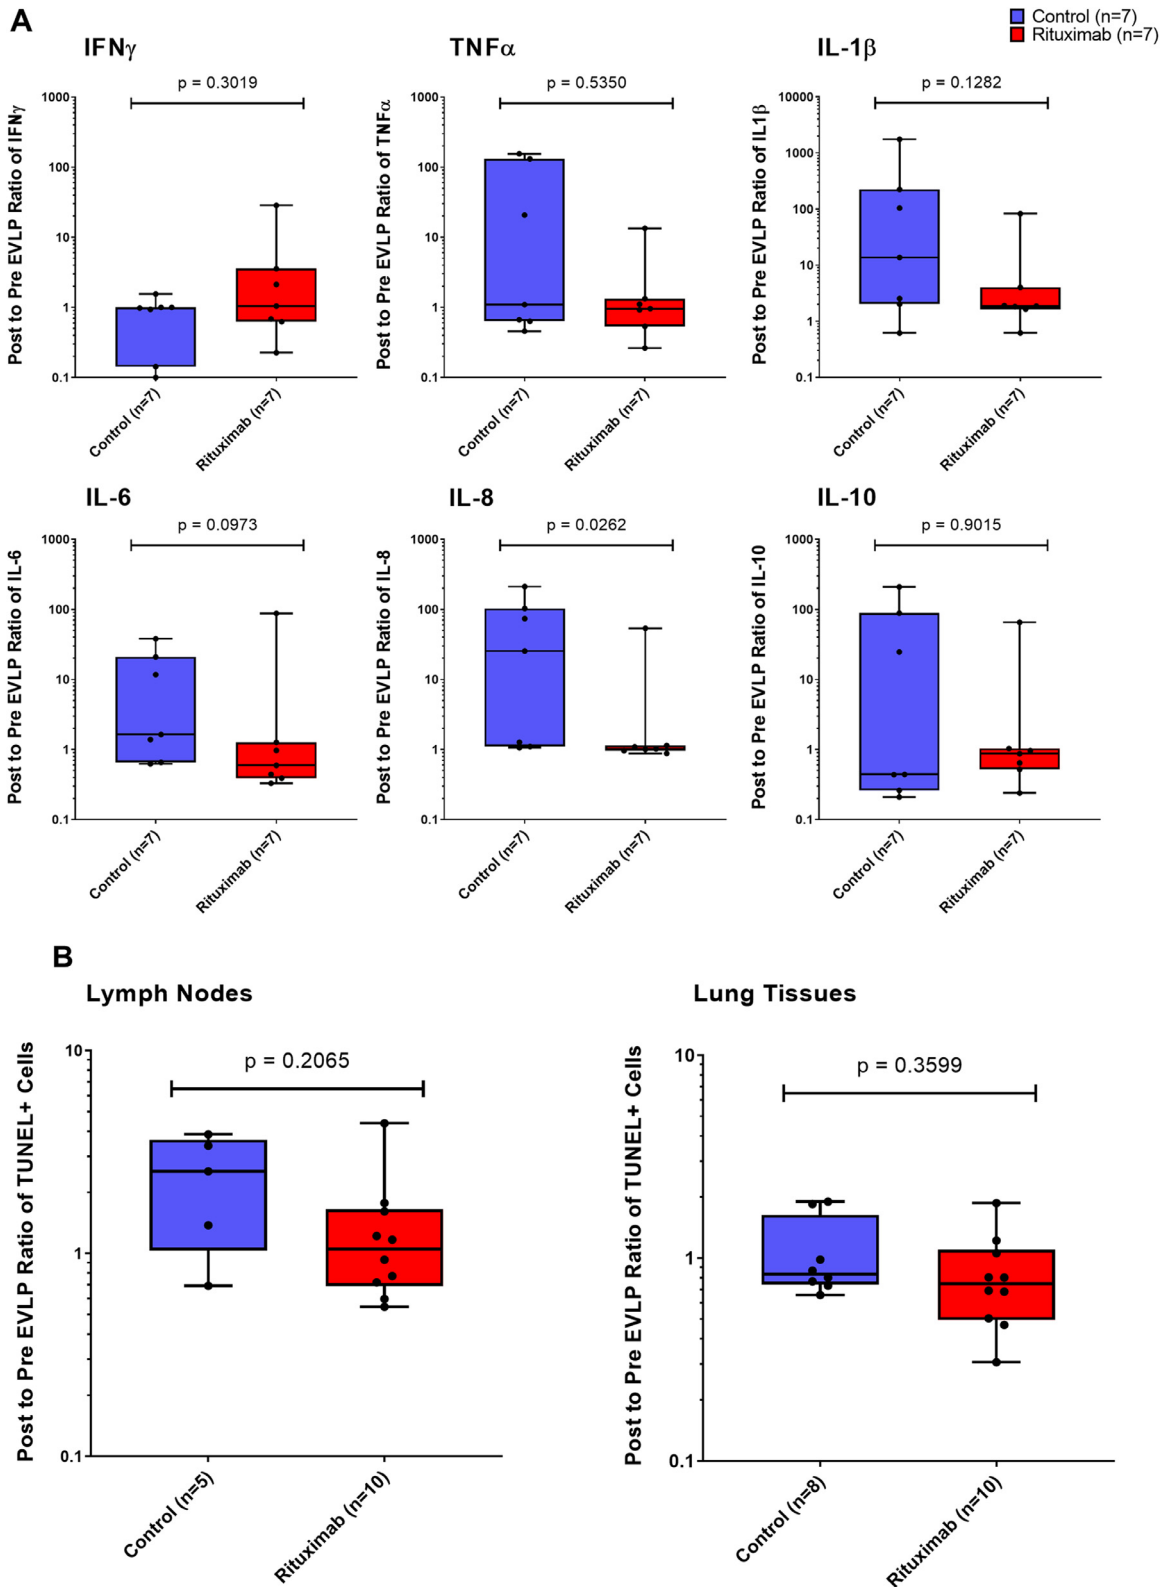 A
Control (n=7)
Rituximab (n=7)
IFNγ
TNFα
IL-1β
p = 0.3019
p = 0.5350
p = 0.1282
Post to Pre EVLP Ratio of IFNγ
1000
100
10
1
0.1
Control (n=7)
Rituximab (n=7)
Post to Pre EVLP Ratio of TNFα
1000
100
10
1
0.1
Control (n=7)
Rituximab (n=7)
Post to Pre EVLP Ratio of IL1β
10000
1000
100
10
1
0.1
Control (n=7)
Rituximab (n=7)
IL-6
IL-8
IL-10
p = 0.0973
p = 0.0262
p = 0.9015
Post to Pre EVLP Ratio of IL-6
1000
100
10
1
0.1
Control (n=7)
Rituximab (n=7)
Post to Pre EVLP Ratio of IL-8
1000
100
10
1
0.1
Control (n=7)
Rituximab (n=7)
Post to Pre EVLP Ratio of IL-10
1000
100
10
1
0.1
Control (n=7)
Rituximab (n=7)
B
Lymph Nodes
Lung Tissues
p = 0.2065
p = 0.3599
Post to Pre EVLP Ratio of TUNEL+ Cells
10
1
0.1
Control (n=5)
Rituximab (n=10)
Post to Pre EVLP Ratio of TUNEL+ Cells
10
1
0.1
Control (n=8)
Rituximab (n=10)